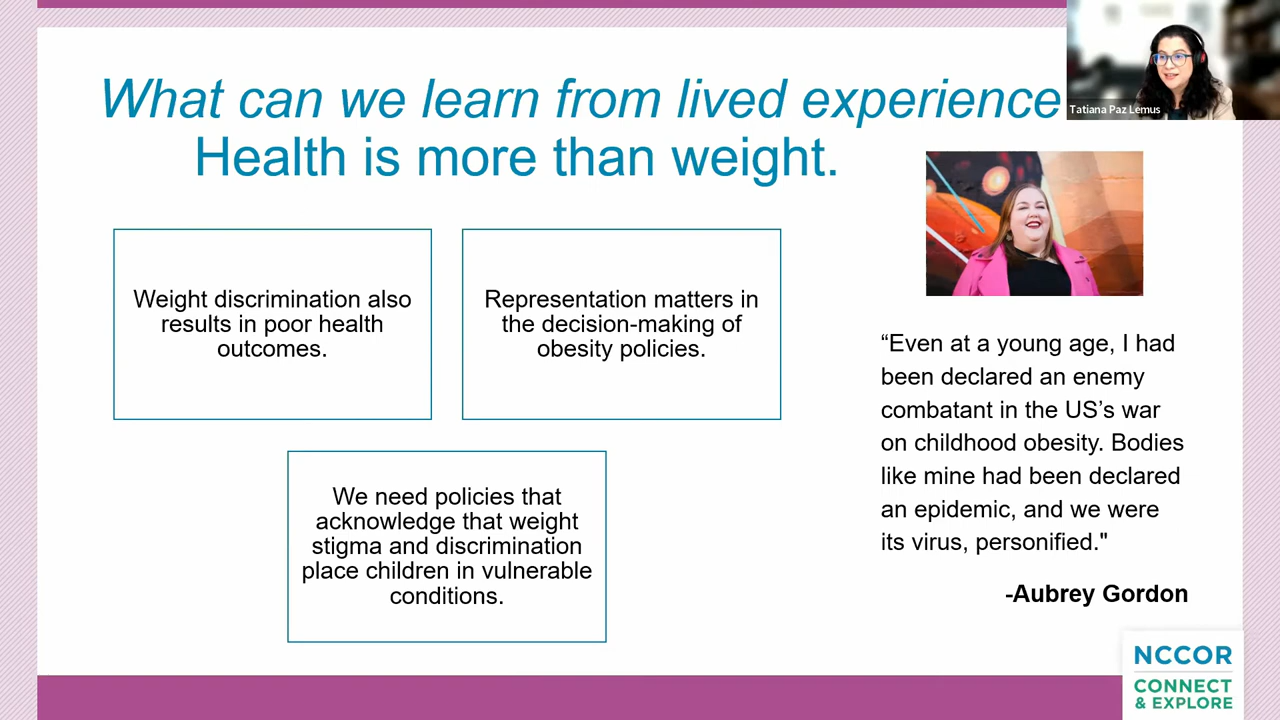 What can we learn from lived experience
Health is more than weight.
Tatiana Paz Lemus
Weight discrimination also
results in poor health
outcomes.
Representation matters in
the decision-making of
obesity policies.
We need policies that
acknowledge that weight
stigma and discrimination
place children in vulnerable
conditions.
“Even at a young age, I had
been declared an enemy
combatant in the US’s war
on childhood obesity. Bodies
like mine had been declared
an epidemic, and we were
its virus, personified."
-Aubrey Gordon
NCCOR
CONNECT
& EXPLORE